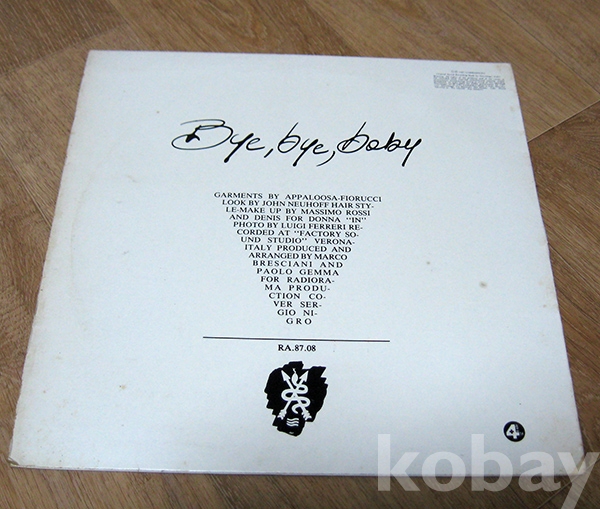 Bye, bye, baby
GARMENTS BY APPALOOSA-FIORUCCI
LOOK BY JOHN NEUHOFF HAIR STY-
LE-MAKE UP BY MASSIMO ROSSI
AND DENIS FOR DONNA "IN"
PHOTO BY LUIGI FERRERI RE-
CORDED AT "FACTORY SO-
UND STUDIO" VERONA-
ITALY PRODUCED AND
ARRANGED BY MARCO
BRESCIANI AND
PAOLO GEMMA
FOR RADIORA-
MA PRODU-
CTION CO-
VER SER-
GIO NI-
GRO
RA.87.08
4
kobay